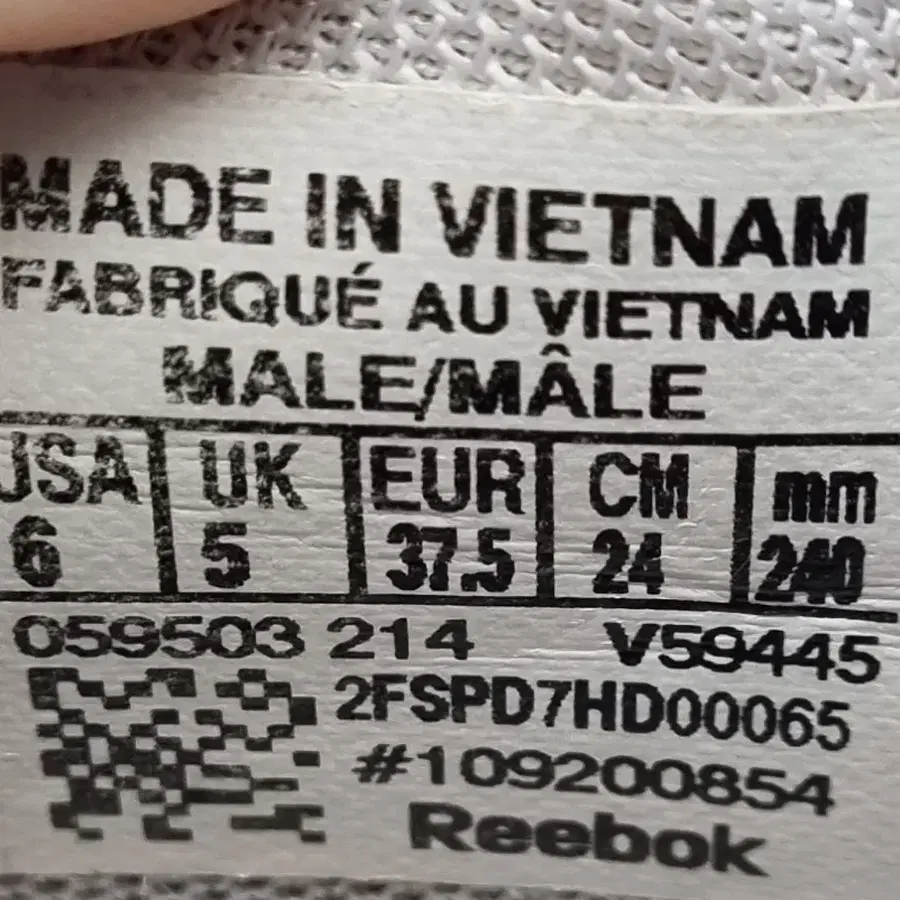 MADE IN VIETNAM
FABRIQUÉ AU VIETNAM
MALE/MÂLE
USA UK EUR CM mm
6 5 37.5 24 240
059503 214 V59445
2FSPD7HD00065
#109200854
Reebok